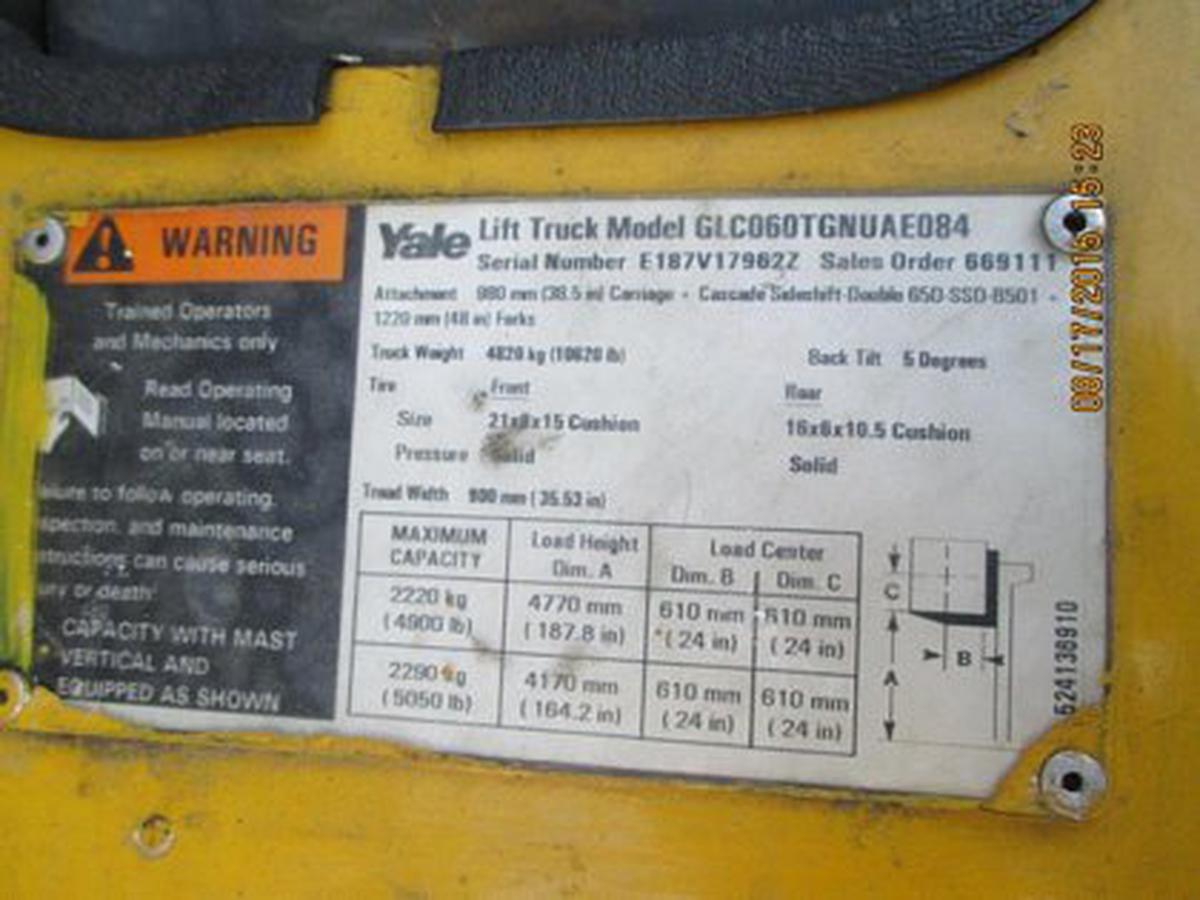 WARNING
Trained Operators
and Mechanics only
Read Operating
Manual located
on or near seat.
ailure to follow operating,
spection, and maintenance
structions can cause serious
ury or death
CAPACITY WITH MAST
VERTICAL AND
EQUIPPED AS SHOWN
Yale Lift Truck Model GLC060TGNUAE084
Serial Number E187V17962Z Sales Order 669111
Attachment 980 mm (38.5 in) Carriage - Cascade Sideshift-Double 65D-SSD-B501 -
1220 mm (48 in) Forks
Truck Weight 4820 kg (10620 lb) Back Tilt 5 Degrees
Tire Front Rear
Size 21x8x15 Cushion 16x6x10.5 Cushion
Pressure Solid Solid
Tread Width 900 mm (35.53 in)
MAXIMUM CAPACITY Load Height Dim. A Load Center Dim. B Dim. C
2220 kg 4770 mm 610 mm 610 mm
(4900 lb) (187.8 in) (24 in) (24 in)
2290 kg 4170 mm 610 mm 610 mm
(5050 lb) (164.2 in) (24 in) (24 in)
C
B
A
524138910
08/17/2016 15:23